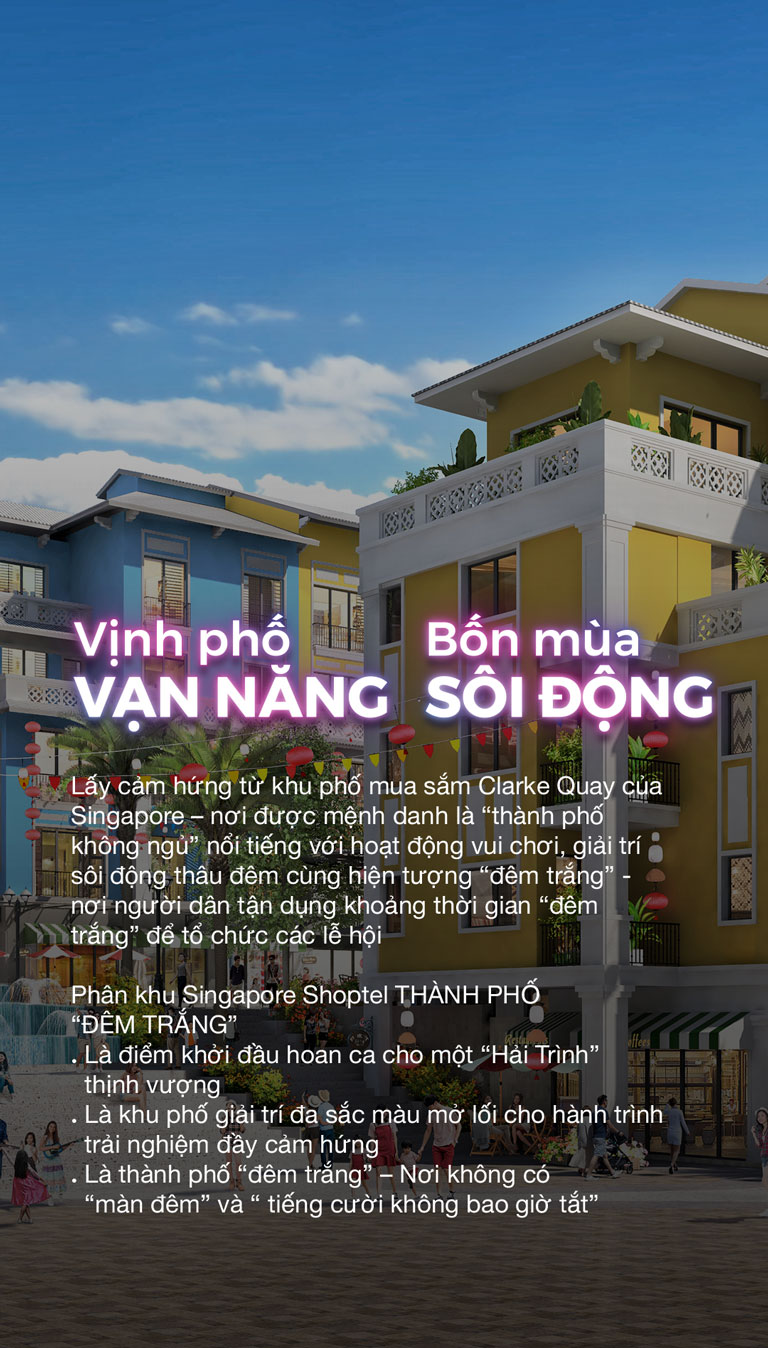 Vịnh phố
VẠN NĂNG
Bốn mùa
SÔI ĐỘNG
Lấy cảm hứng từ khu phố mua sắm Clarke Quay của
Singapore – nơi được mệnh danh là “thành phố
không ngủ” nổi tiếng với hoạt động vui chơi, giải trí
sôi động thâu đêm cùng hiện tượng “đêm trắng” -
nơi người dân tận dụng khoảng thời gian “đêm
trắng” để tổ chức các lễ hội
Phân khu Singapore Shoptel THÀNH PHỐ
“ĐÊM TRẮNG”
. Là điểm khởi đầu hoan ca cho một “Hải Trình”
thịnh vượng
. Là khu phố giải trí đa sắc màu mở lối cho hành trình
trải nghiệm đầy cảm hứng
. Là thành phố “đêm trắng” – Nơi không có
“màn đêm” và “ tiếng cười không bao giờ tắt”